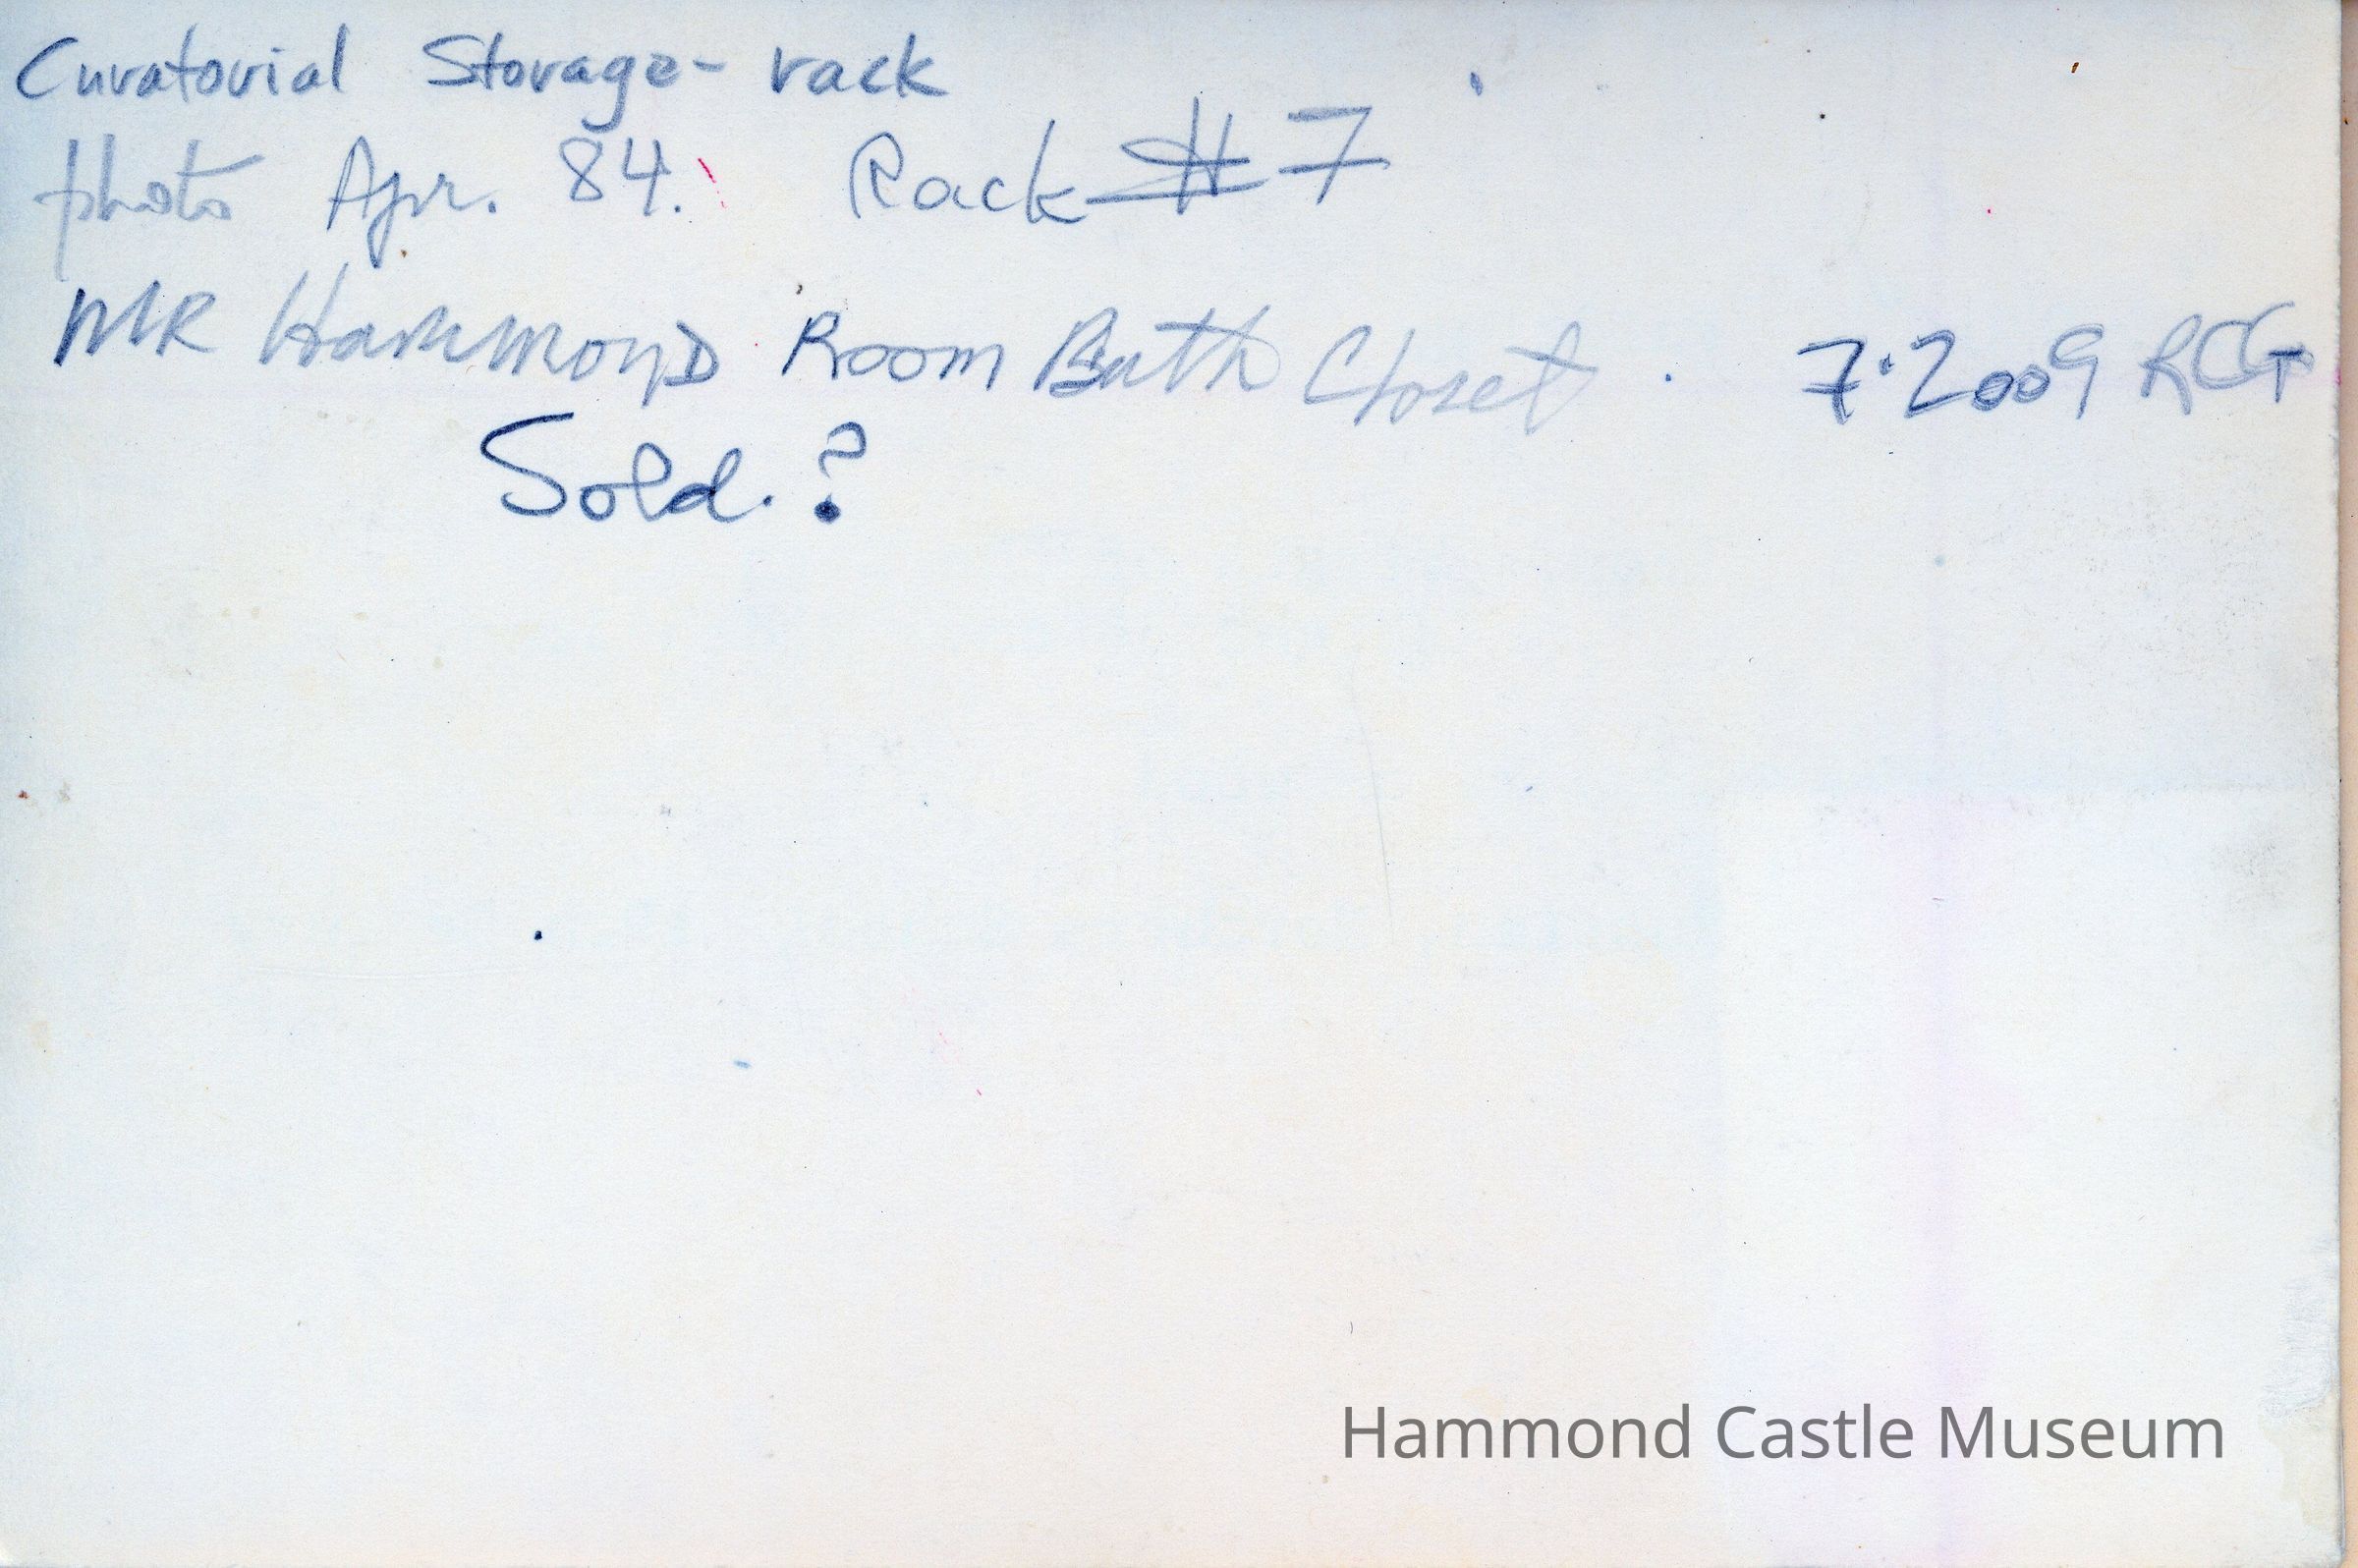 Curatorial Storage- rack
photo Apr. 84. Rack #7
MR HammonD Room Bath Closet . 7.2009 RCG
Sold. ?
Hammond Castle Museum